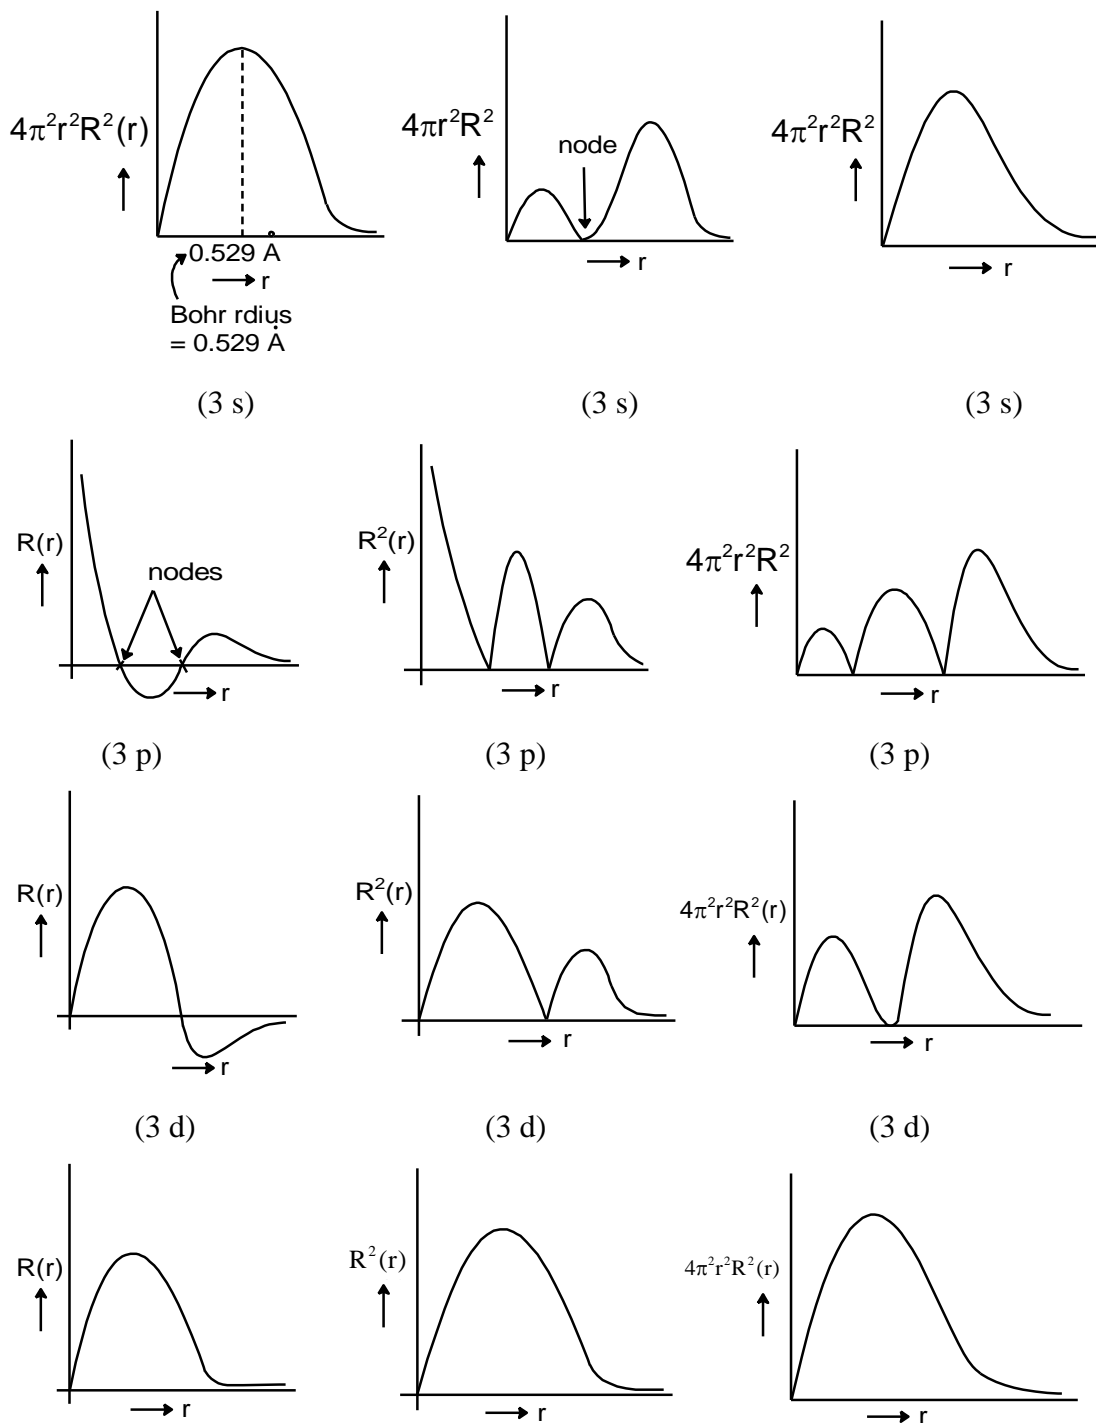 4π²r²R²(r)
0.529 A
r
Bohr rdius
= 0.529 Å
4πr²R²
node
r
4π²r²R²
r
(3 s)
(3 s)
(3 s)
R(r)
nodes
r
R²(r)
r
4π²r²R²
r
(3 p)
(3 p)
(3 p)
R(r)
r
R²(r)
r
4π²r²R²(r)
r
(3 d)
(3 d)
(3 d)
R(r)
r
R²(r)
r
4π²r²R²(r)
r